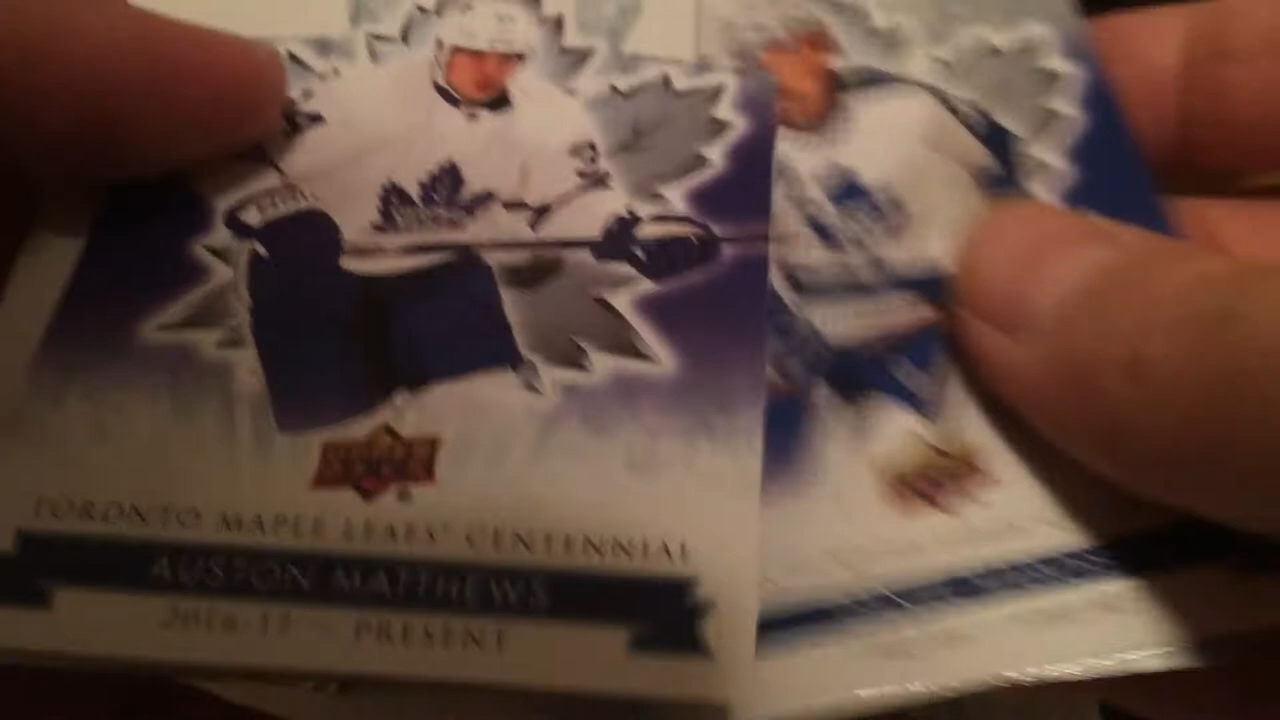 TORONTO MAPLE LEAFS' CENTENNIAL
AUSTON MATTHEWS
2016-17 - PRESENT